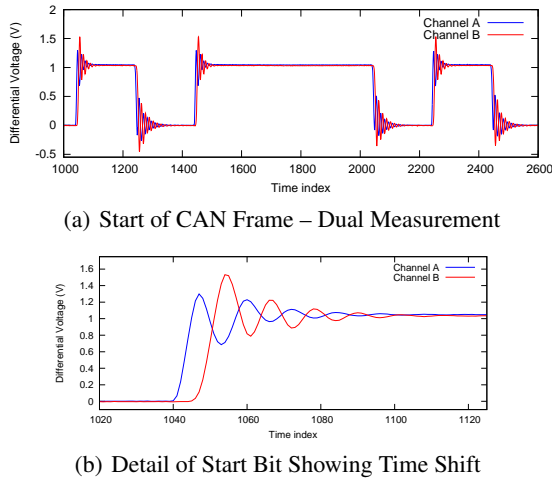 Channel A
Channel B
Differential Voltage (V)
2
1.5
1
0.5
0
-0.5
1000 1200 1400 1600 1800 2000 2200 2400 2600
Time index
(a) Start of CAN Frame – Dual Measurement
Channel A
Channel B
Differential Voltage (V)
1.6
1.4
1.2
1
0.8
0.6
0.4
0.2
0
1020 1040 1060 1080 1100 1120
Time index
(b) Detail of Start Bit Showing Time Shift